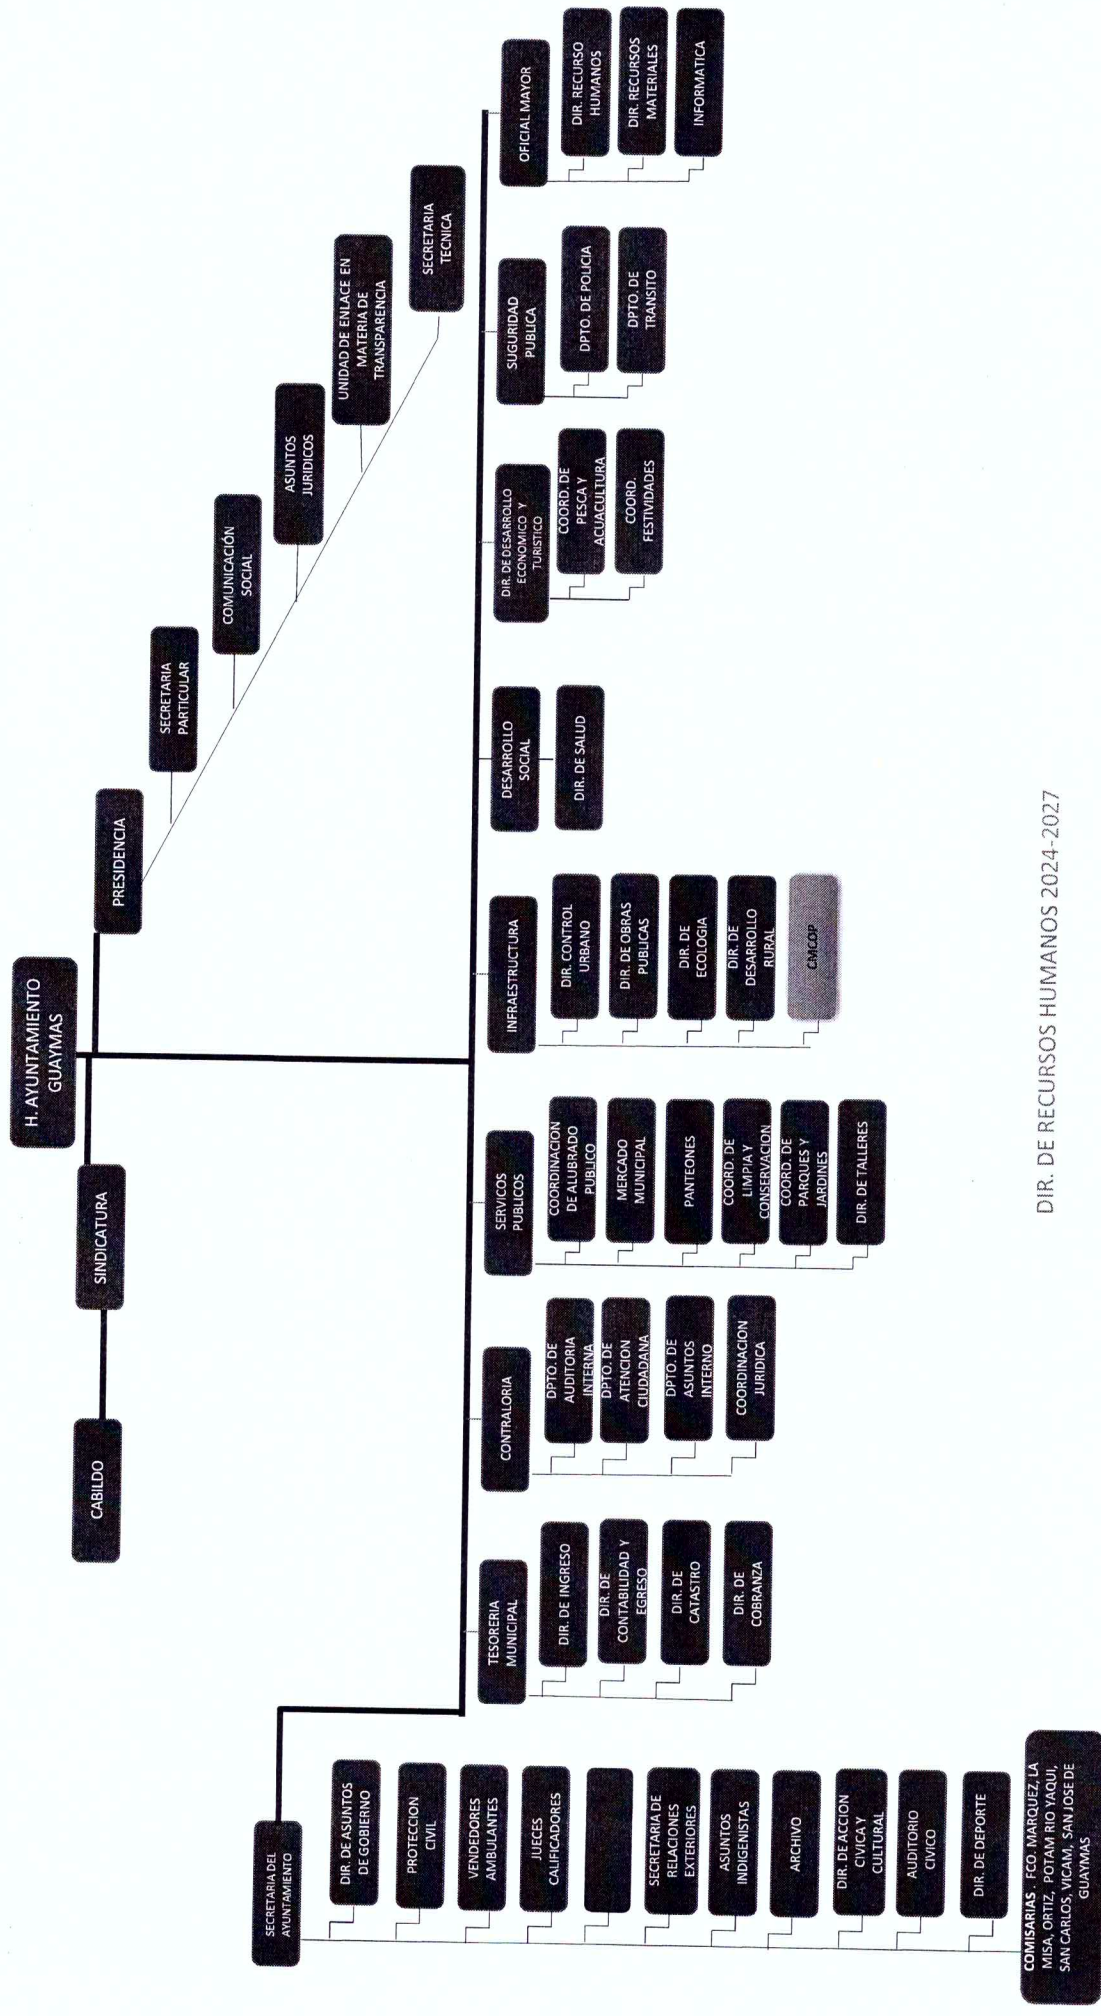 H. AYUNTAMIENTO
GUAYMAS
CABILDO
SINDICATURA
PRESIDENCIA
SECRETARIA
PARTICULAR
COMUNICACIÓN
SOCIAL
ASUNTOS
JURIDICOS
UNIDAD DE ENLACE EN
MATERIA DE
TRANSPARENCIA
SECRETARIA
TECNICA
SECRETARIA DEL
AYUNTAMIENTO
DIR. DE ASUNTOS
DE GOBIERNO
PROTECCION
CIVIL
VENDEDORES
AMBULANTES
JUECES
CALIFICADORES
SECRETARIA DE
RELACIONES
EXTERIORES
ASUNTOS
INDIGENISTAS
ARCHIVO
DIR. DE ACCION
CIVICA Y
CULTURAL
AUDITORIO
CIVICO
DIR. DE DEPORTE
COMISARIAS . FCO. MARQUEZ, LA
MISA, ORTIZ, POTAM RIO YAQUI,
SAN CARLOS, VICAM, SAN JOSE DE
GUAYMAS
TESORERIA
MUNICIPAL
DIR. DE INGRESO
DIR. DE
CONTABILIDAD Y
EGRESO
DIR. DE
CATASTRO
DIR. DE
COBRANZA
CONTRALORIA
DPTO. DE
AUDITORIA
INTERNA
DPTO. DE
ATENCION
CIUDADANA
DPTO. DE
ASUNTOS
INTERNO
COORDINACION
JURIDICA
SERVICOS
PUBLICOS
COORDINACION
DE ALUBRADO
PUBLICO
MERCADO
MUNICIPAL
PANTEONES
COORD. DE
LIMPIA Y
CONSERVACION
COORD. DE
PARQUES Y
JARDINES
DIR. DE TALLERES
INFRAESTRUCTURA
DIR. CONTROL
URBANO
DIR. DE OBRAS
PUBLICAS
DIR. DE
ECOLOGIA
DIR. DE
DESARROLLO
RURAL
CMCOP
DESARROLLO
SOCIAL
DIR. DE SALUD
DIR. DE DESARROLLO
ECONOMICO Y
TURISTICO
COORD. DE
PESCA Y
ACUACULTURA
COORD.
FESTIVIDADES
SUGURIDAD
PUBLICA
DPTO. DE POLICIA
DPTO. DE
TRANSITO
OFICIAL MAYOR
DIR. RECURSO
HUMANOS
DIR. RECURSOS
MATERIALES
INFORMATICA
DIR. DE RECURSOS HUMANOS 2024-2027